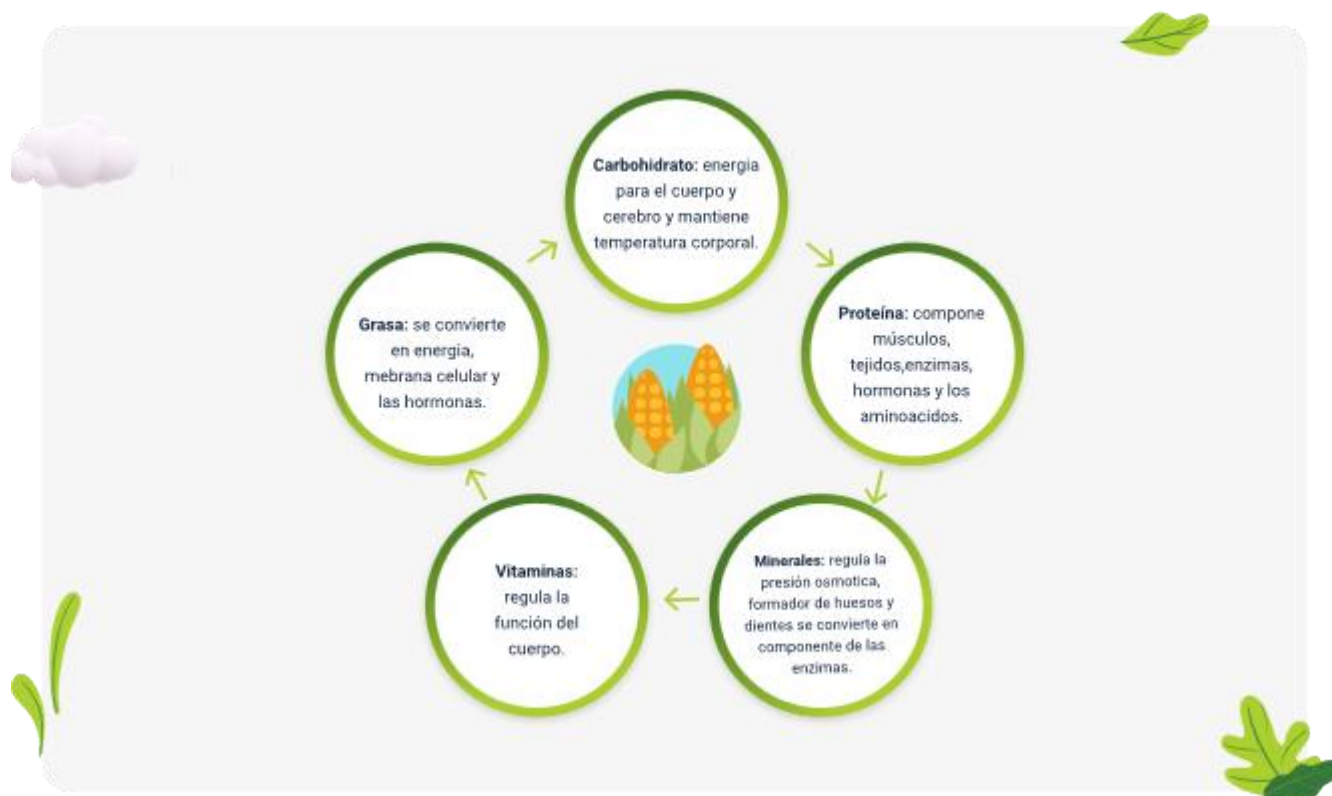 Carbohidrato: energia
para el cuerpo y
cerebro y mantiene
temperatura corporal.
Proteína: compone
músculos,
tejidos,enzimas,
hormonas y los
aminoacidos.
Minerales: regula la
presión osmotica,
formador de huesos y
dientes se convierte en
componente de las
enzimas.
Vitaminas:
regula la
función del
cuerpo.
Grasa: se convierte
en energia,
mebrana celular y
las hormonas.